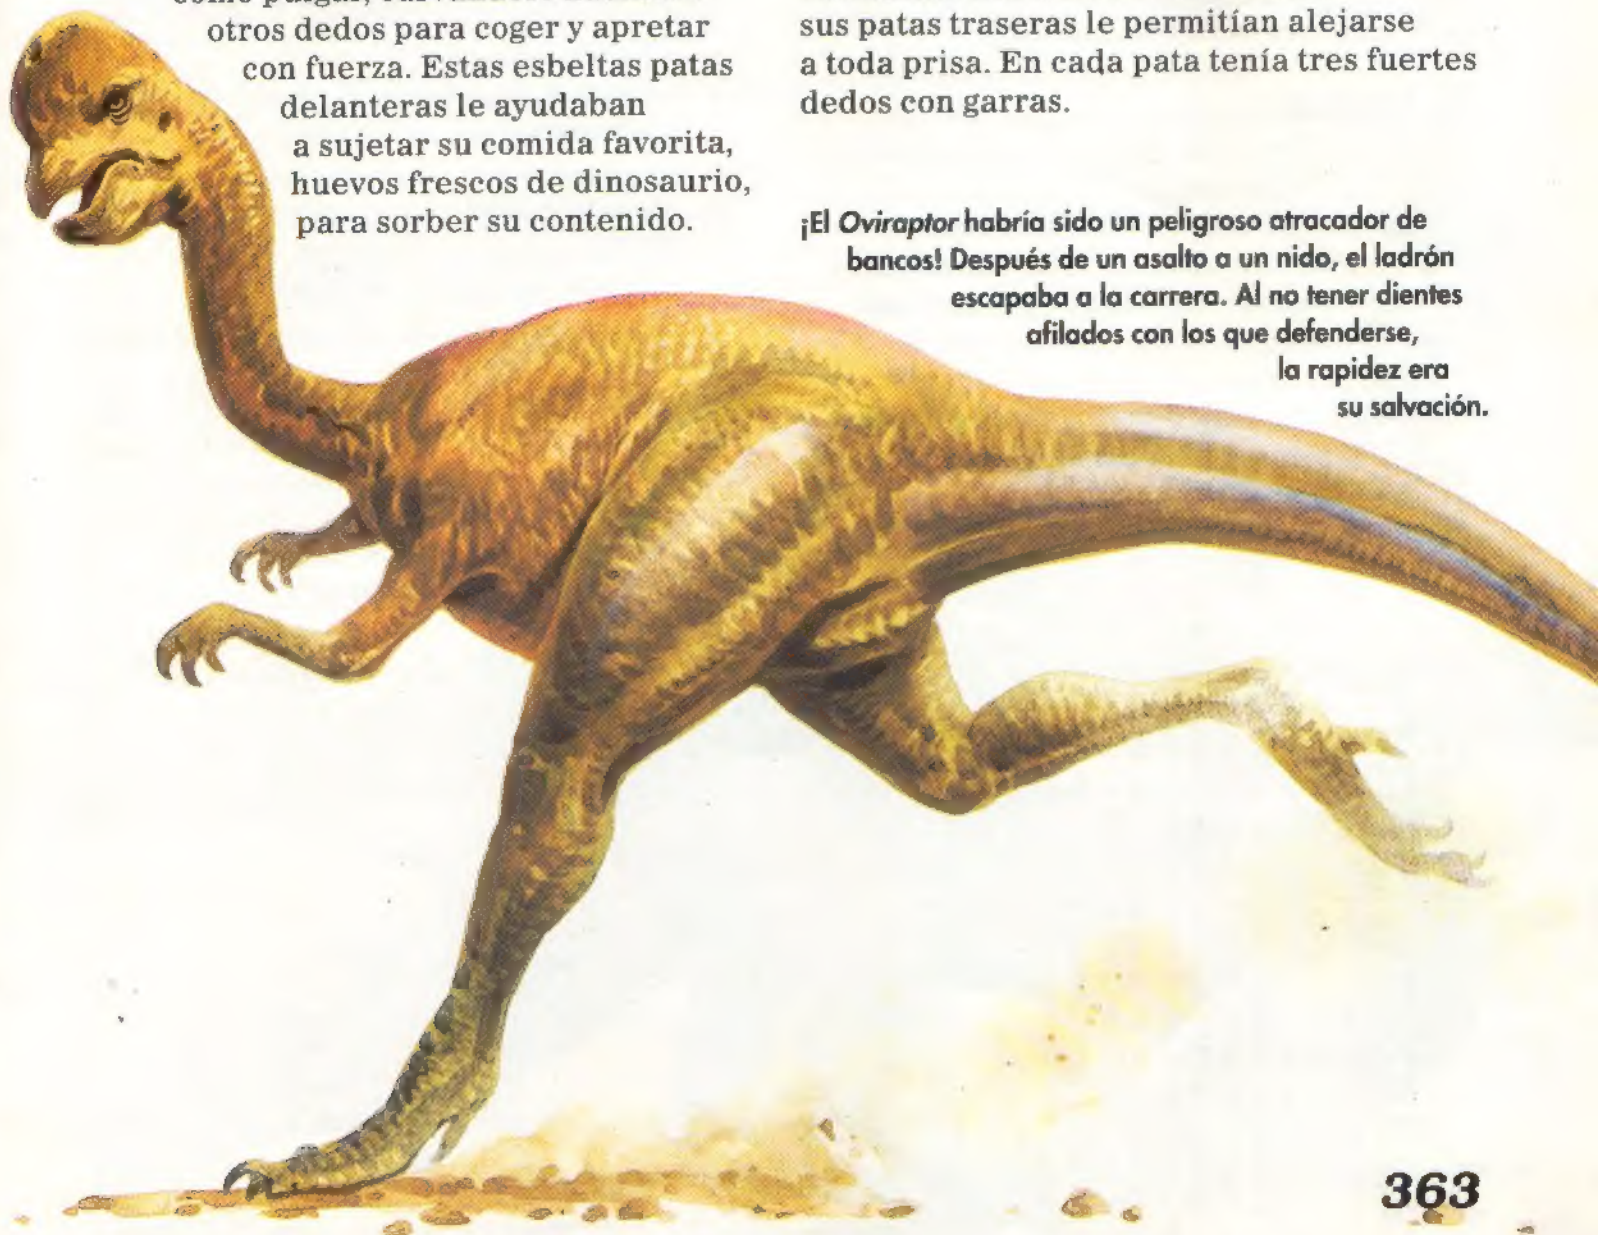 otros dedos para coger y apretar
con fuerza. Estas esbeltas patas
delanteras le ayudaban
a sujetar su comida favorita,
huevos frescos de dinosaurio,
para sorber su contenido.
sus patas traseras le permitían alejarse
a toda prisa. En cada pata tenía tres fuertes
dedos con garras.
¡El Oviraptor habría sido un peligroso atracador de
bancos! Después de un asalto a un nido, el ladrón
escapaba a la carrera. Al no tener dientes
afilados con los que defenderse,
la rapidez era
su salvación.
363